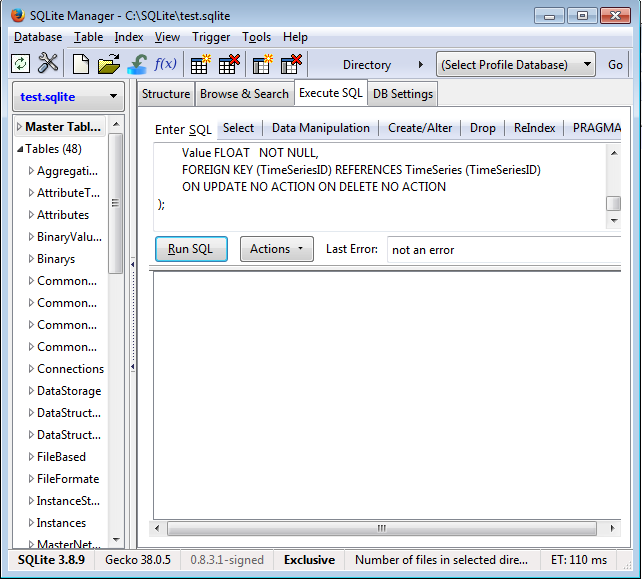 SQLite Manager - C:\SQLite\test.sqlite
Database Table Index View Trigger Tools Help
f(x) Directory (Select Profile Database) Go
test.sqlite
Structure Browse & Search Execute SQL DB Settings
Master Tabl...
Tables (48)
Aggregati...
AttributeT...
Attributes
BinaryValu...
Binarys
Common...
Common...
Common...
Common...
Connections
DataStorage
DataStruct...
DataStruct...
FileBased
FileFormate
InstanceSt...
Instances
MasterNet...
Enter SQL Select Data Manipulation Create/Alter Drop ReIndex PRAGMA
Value FLOAT   NOT NULL,
FOREIGN KEY (TimeSeriesID) REFERENCES TimeSeries (TimeSeriesID)
ON UPDATE NO ACTION ON DELETE NO ACTION
);
Run SQL Actions Last Error: not an error
SQLite 3.8.9 Gecko 38.0.5 0.8.3.1-signed Exclusive Number of files in selected dire... ET: 110 ms